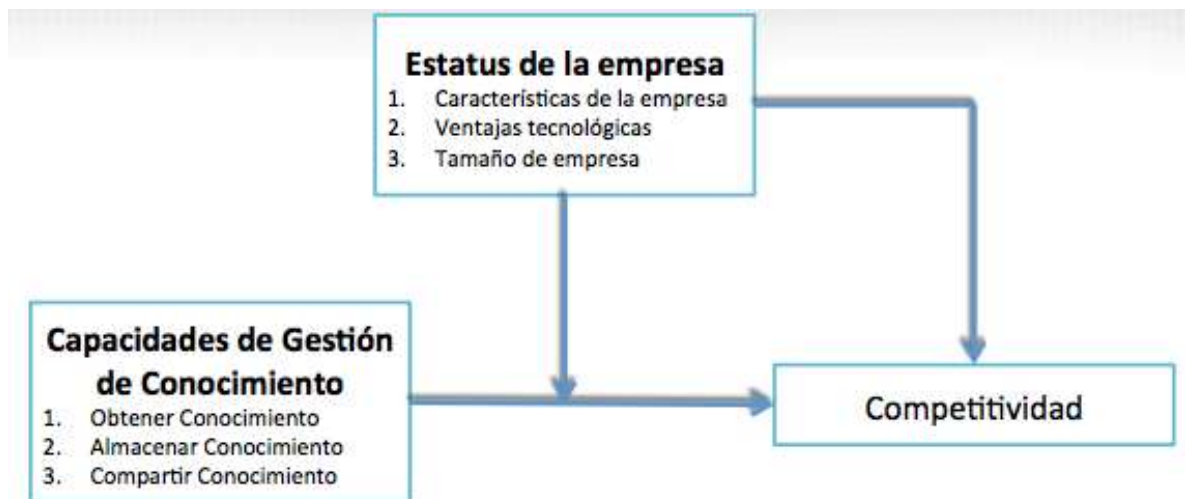 Estatus de la empresa
1. Características de la empresa
2. Ventajas tecnológicas
3. Tamaño de empresa
Capacidades de Gestión
de Conocimiento
1. Obtener Conocimiento
2. Almacenar Conocimiento
3. Compartir Conocimiento
Competitividad